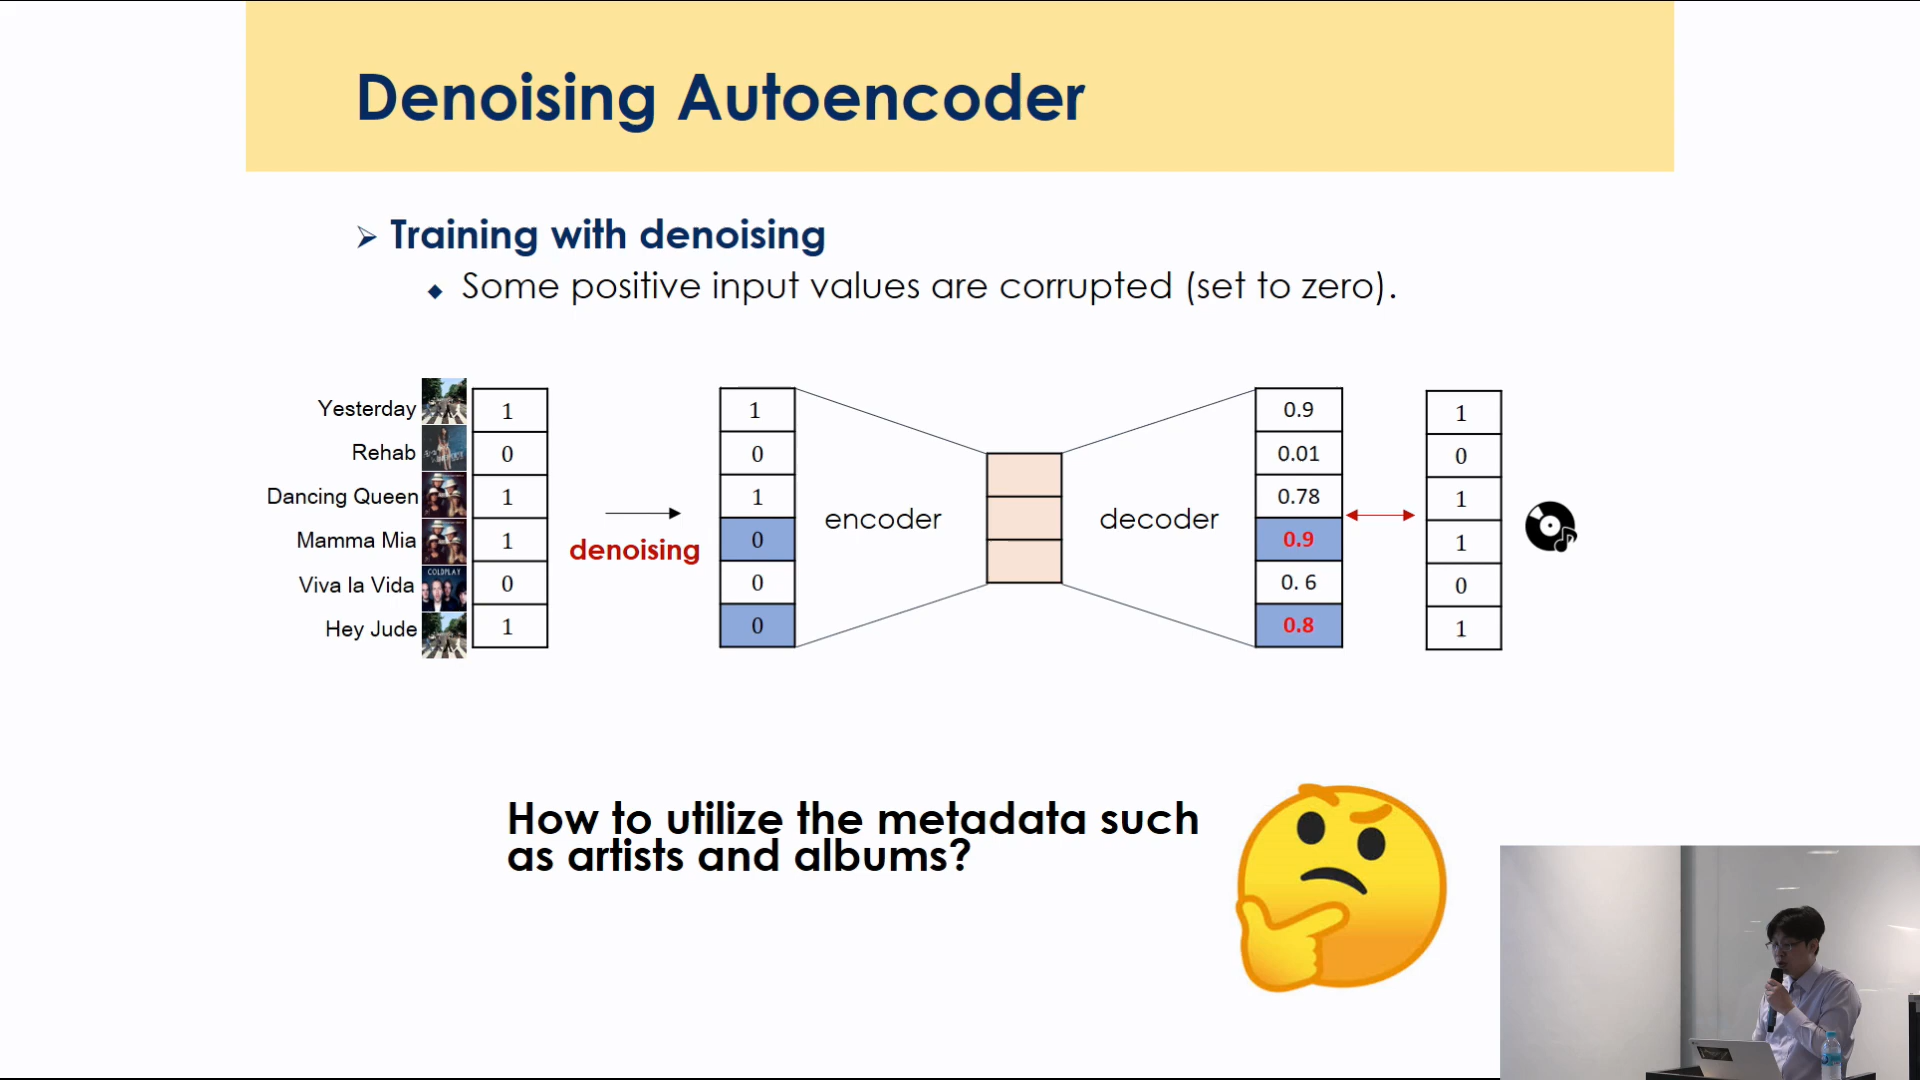 Denoising Autoencoder
Training with denoising
Some positive input values are corrupted (set to zero).
Yesterday 1 1 0.9 1
Rehab 0 0 0.01 0
Dancing Queen 1 1 0.78 1
Mamma Mia 1 0 0.9 1
Viva la Vida 0 0 0. 6 0
Hey Jude 1 0 0.8 1
denoising
encoder
decoder
COLDPLAY
How to utilize the metadata such
as artists and albums?